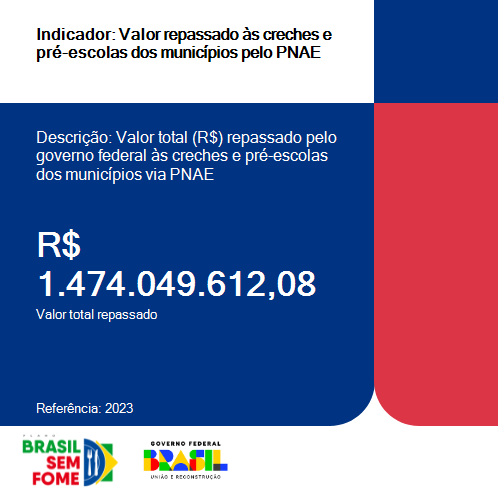 Indicador: Valor repassado às creches e
pré-escolas dos municípios pelo PNAE
Descrição: Valor total (R$) repassado pelo
governo federal às creches e pré-escolas
dos municípios via PNAE
R$
1.474.049.612,08
Valor total repassado
Referência: 2023
PLANO
BRASIL
SEM
FOME
GOVERNO FEDERAL
BRASIL
UNIÃO E RECONSTRUÇÃO